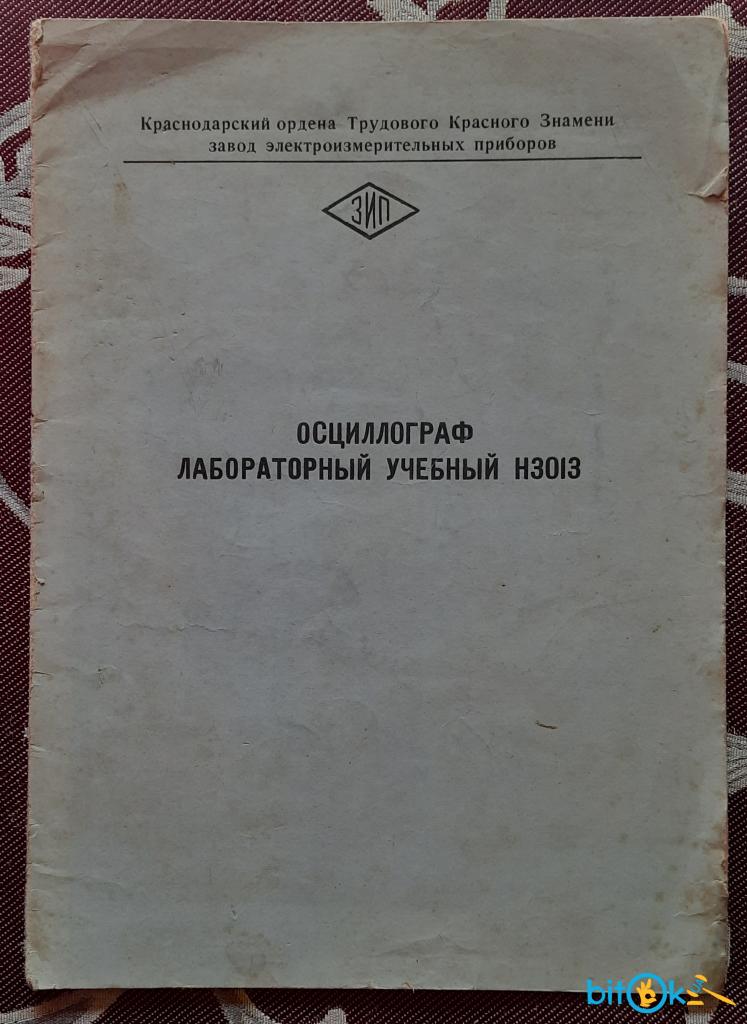 Краснодарский ордена Трудового Красного Знамени
завод электроизмерительных приборов
ЗИП
ОСЦИЛЛОГРАФ
ЛАБОРАТОРНЫЙ УЧЕБНЫЙ Н3013
bitOk